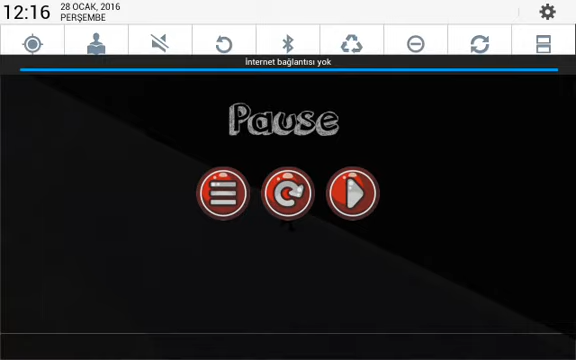 12:16
28 OCAK, 2016
PERŞEMBE
İnternet bağlantısı yok
Pause